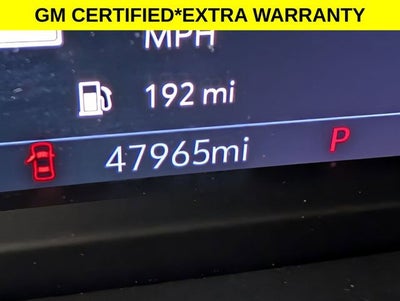 GM CERTIFIED*EXTRA WARRANTY
MPH
192 mi
47965mi
P